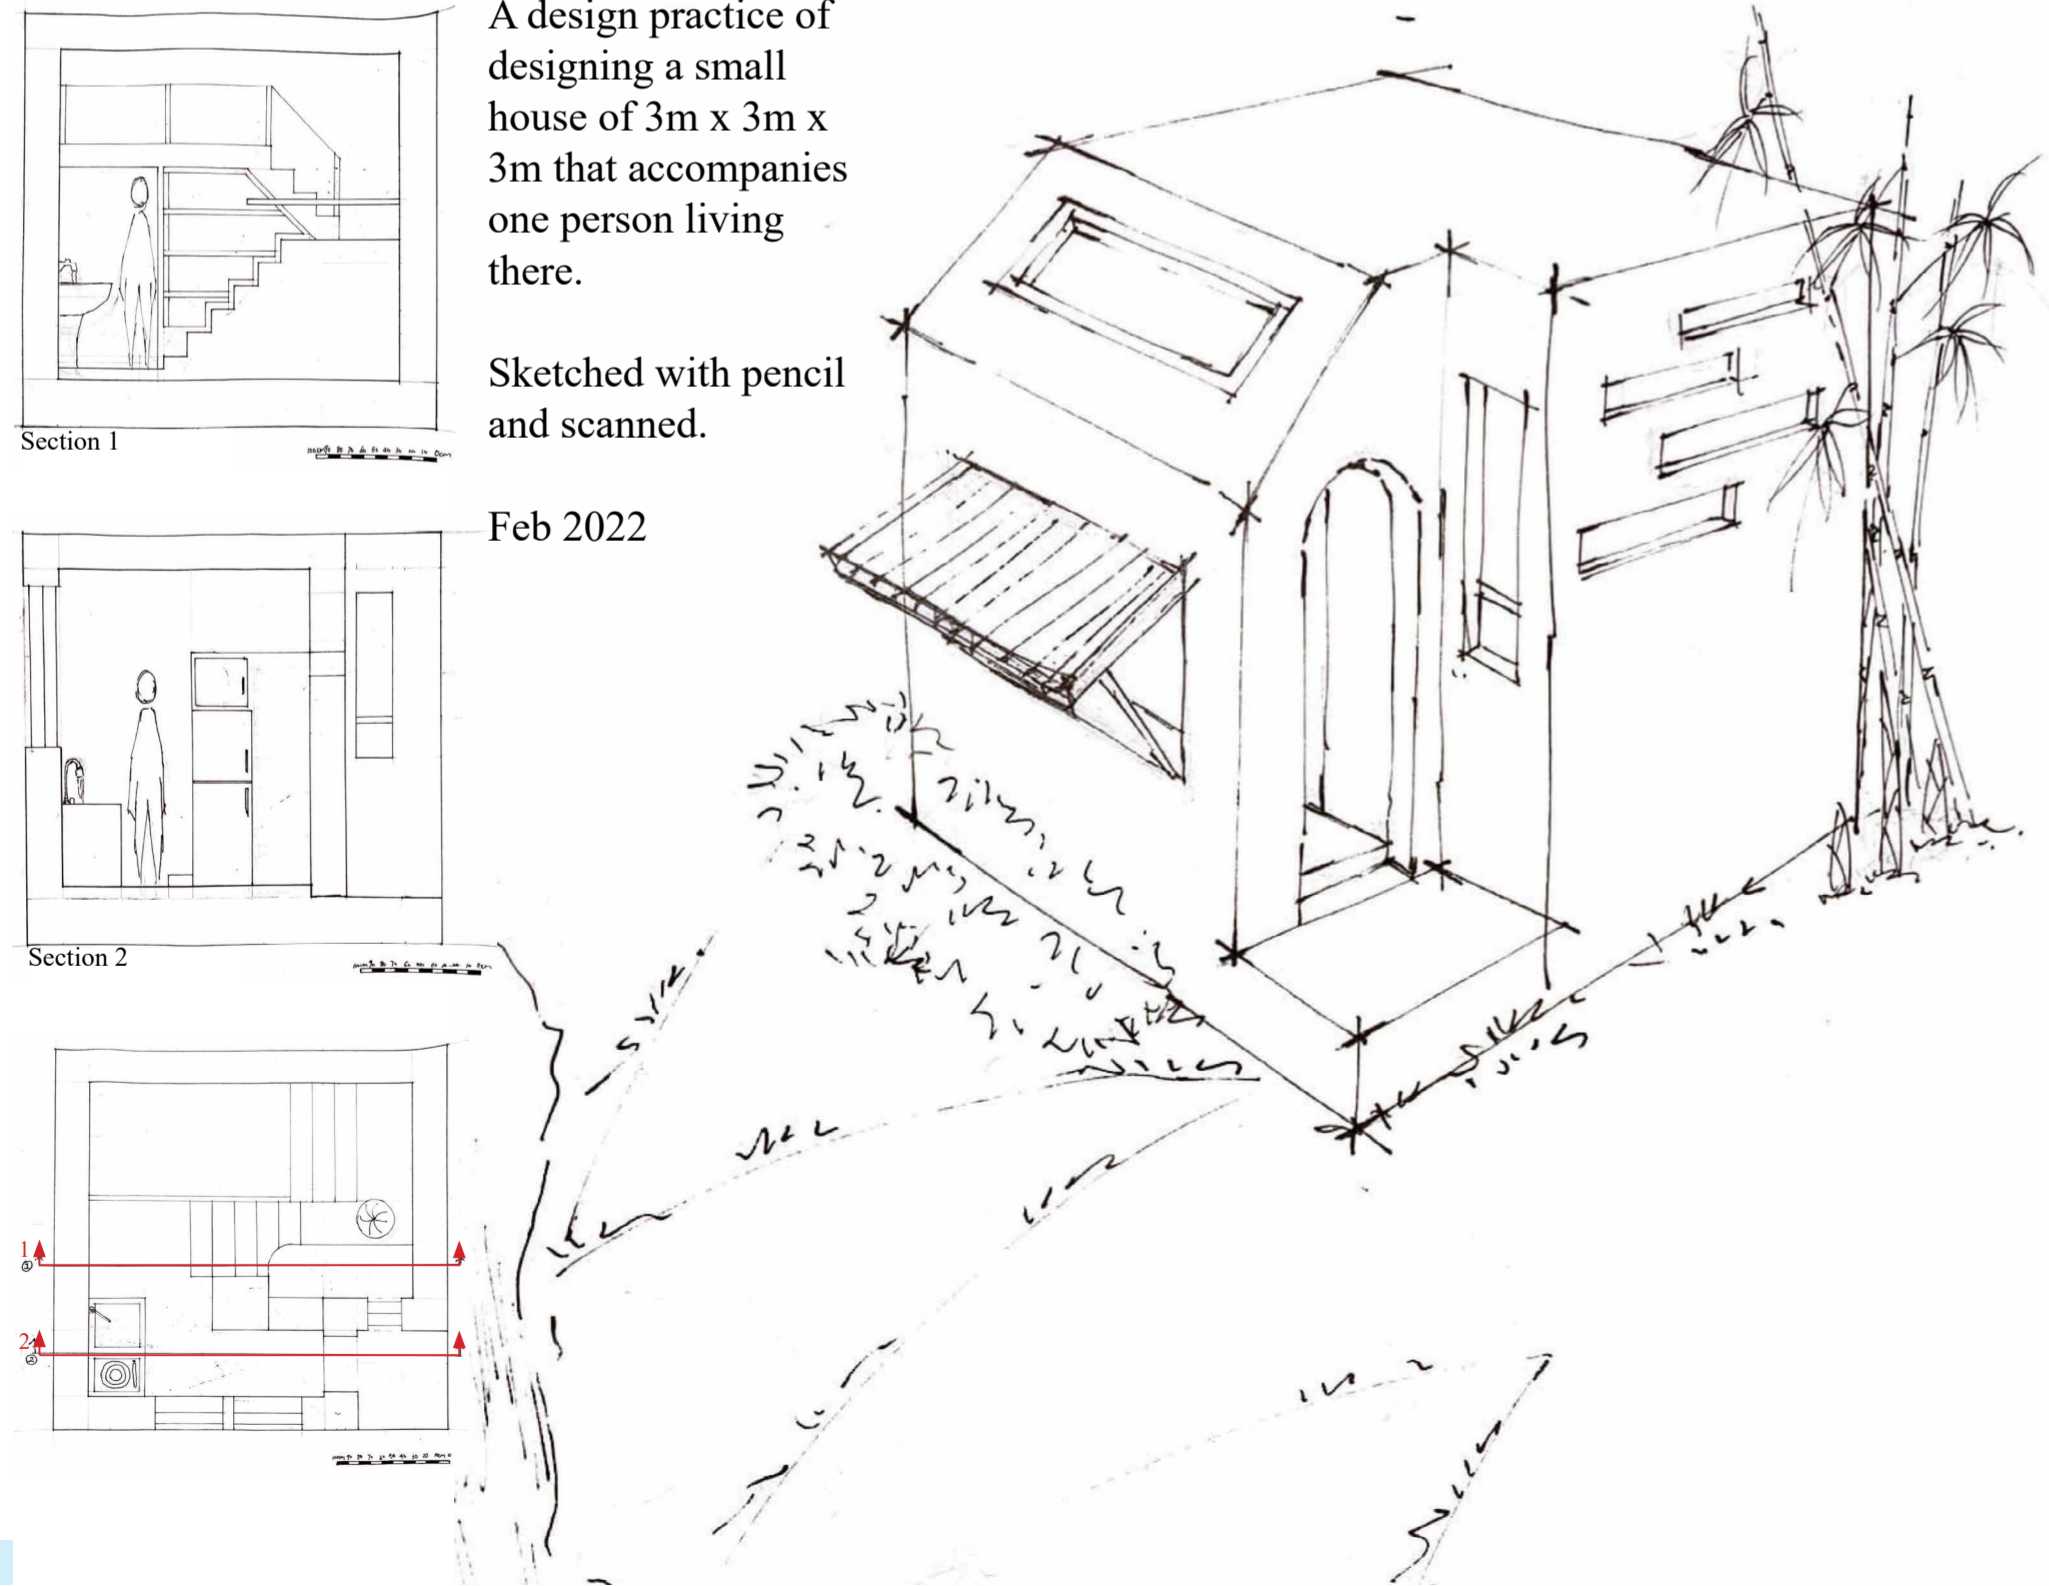 A design practice of
designing a small
house of 3m x 3m x
3m that accompanies
one person living
there.
Sketched with pencil
and scanned.
Feb 2022
Section 1
Section 2
1
2